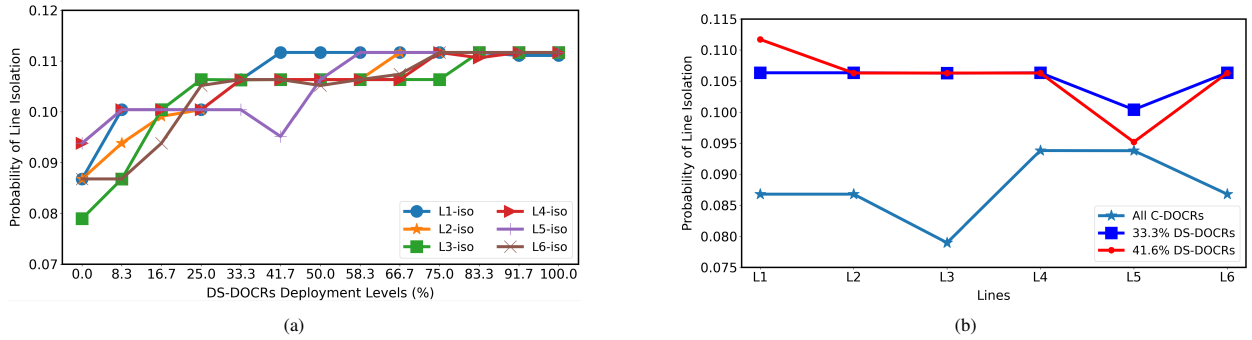 0.12
0.11
0.10
0.09
0.08
0.07
Probability of Line Isolation
L1-iso
L2-iso
L3-iso
L4-iso
L5-iso
L6-iso
0.0 8.3 16.7 25.0 33.3 41.7 50.0 58.3 66.7 75.0 83.3 91.7 100.0
DS-DOCRs Deployment Levels (%)
(a)
0.115
0.110
0.105
0.100
0.095
0.090
0.085
0.080
0.075
Probability of Line Isolation
All C-DOCRs
33.3% DS-DOCRs
41.6% DS-DOCRs
L1 L2 L3 L4 L5 L6
Lines
(b)